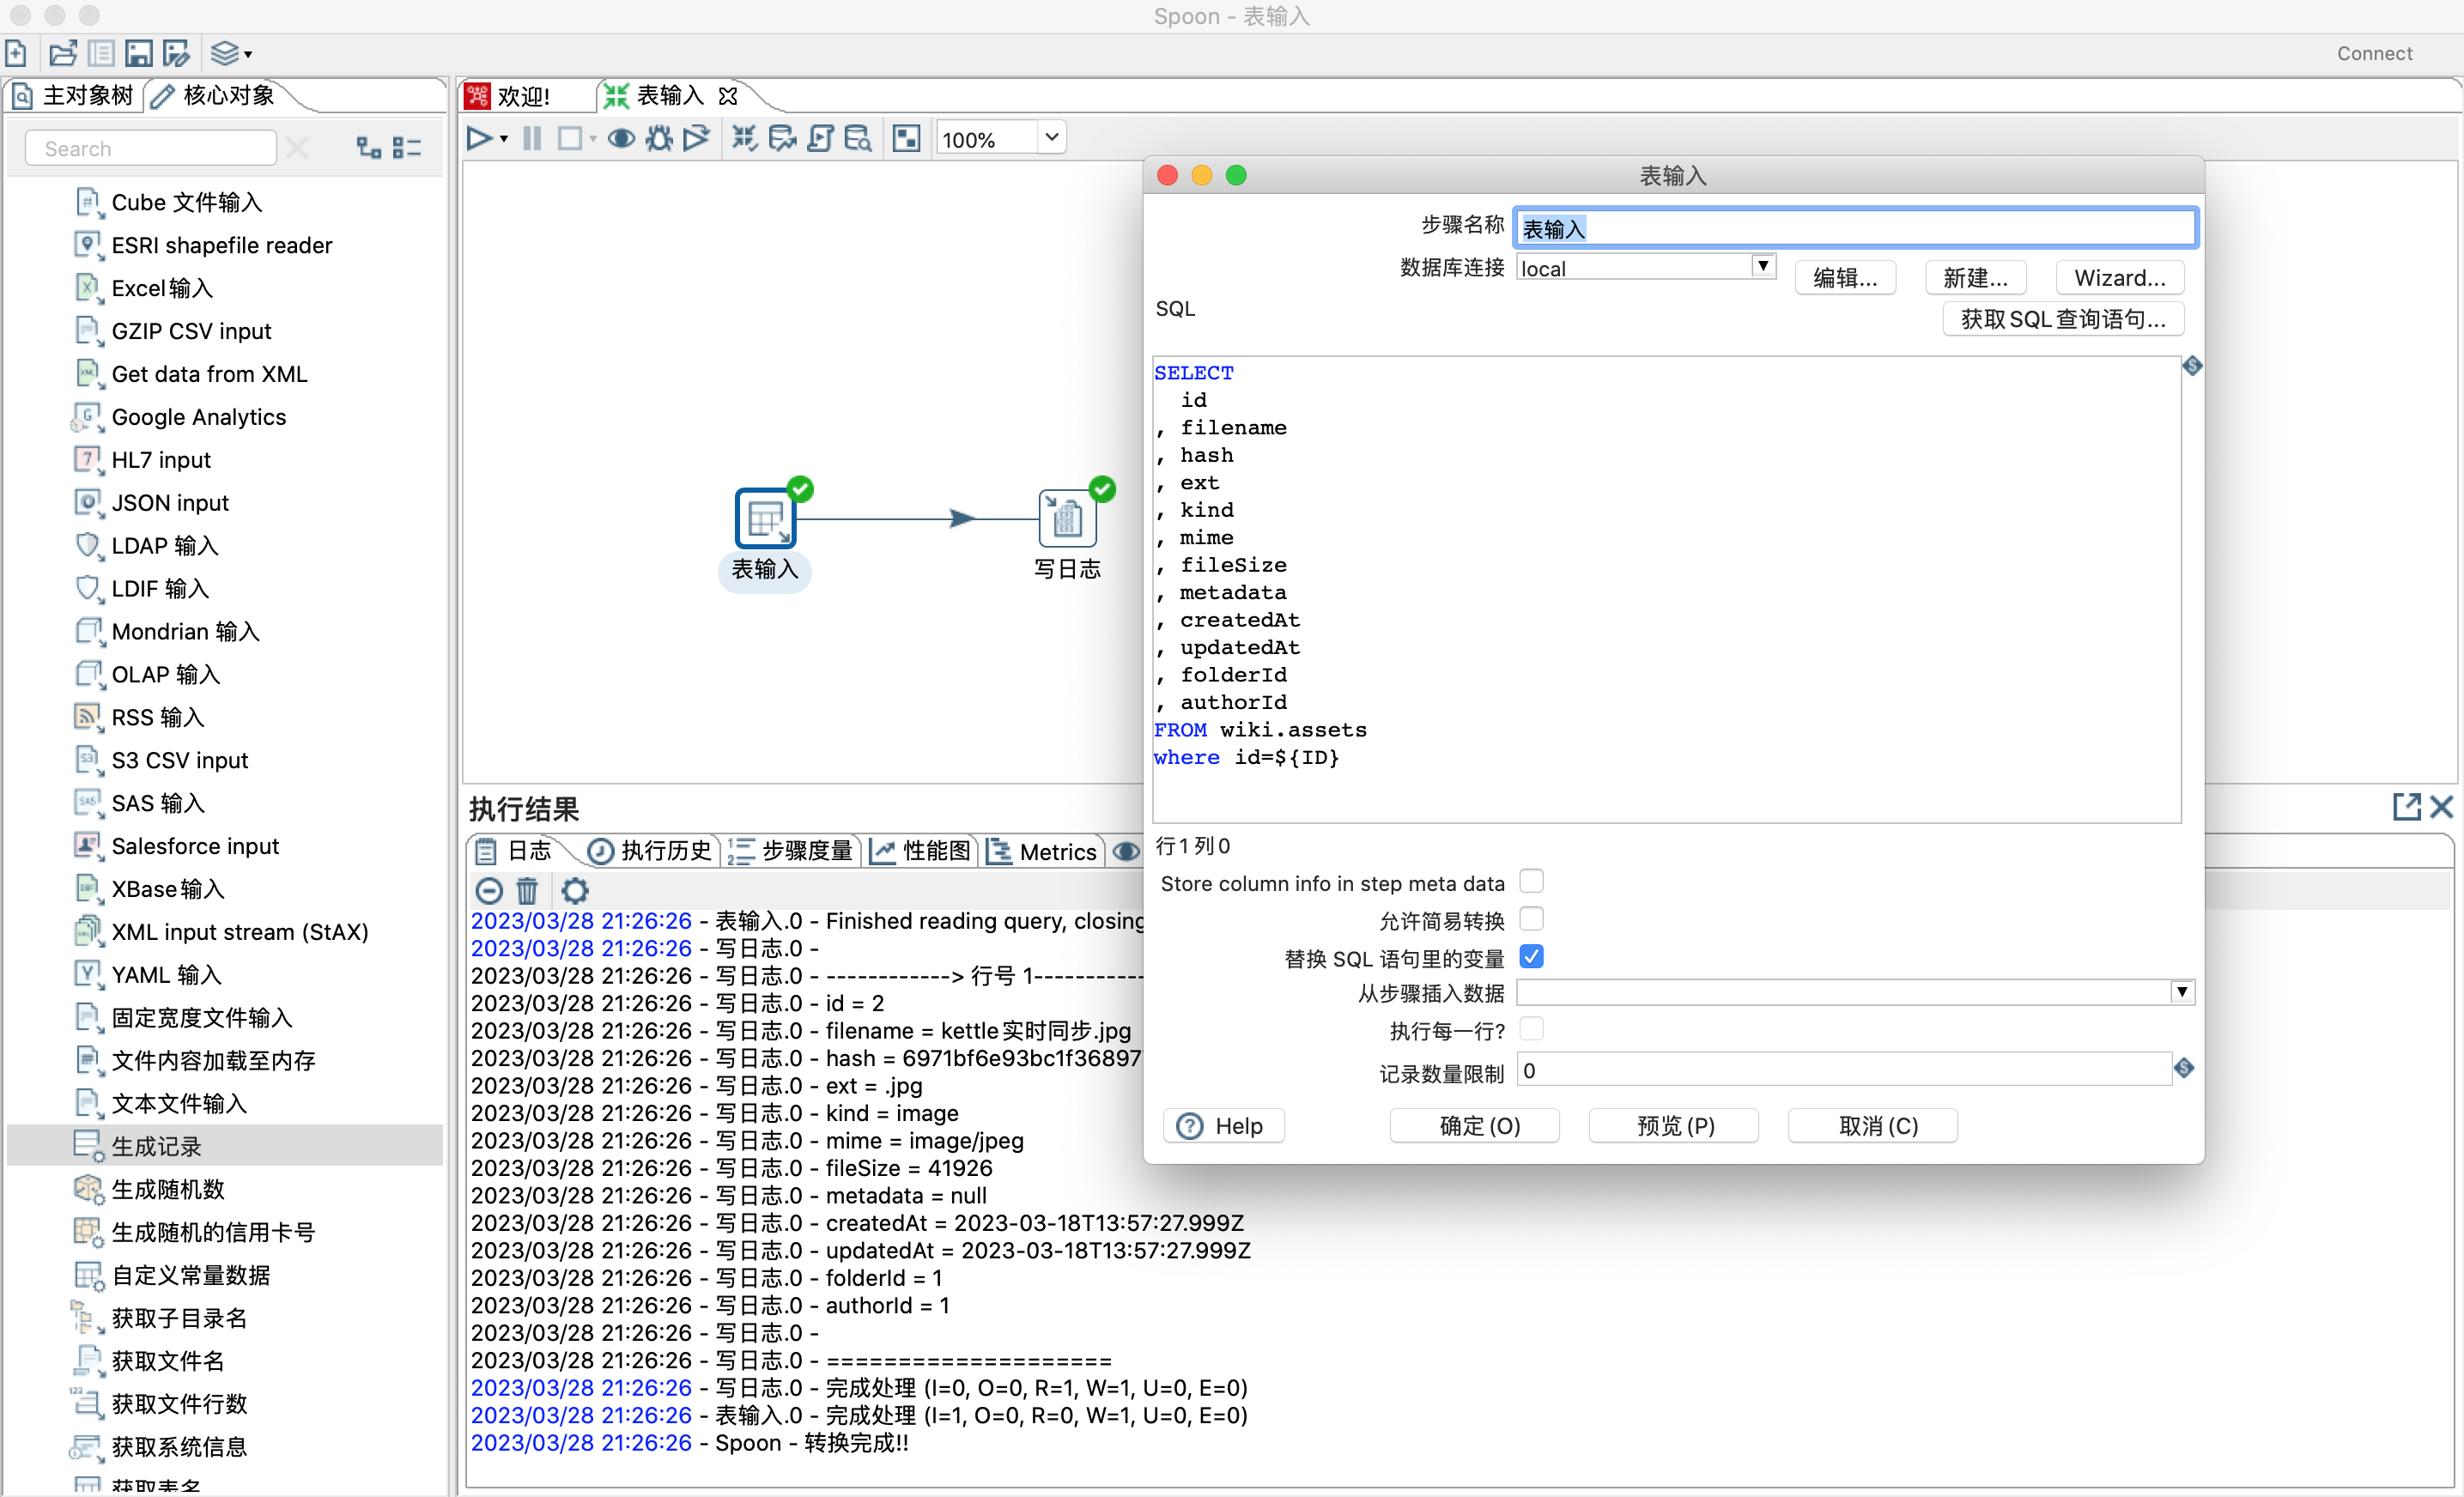 Spoon - 表输入
Connect
主对象树
核心对象
Search
Cube 文件输入
ESRI shapefile reader
Excel输入
GZIP CSV input
Get data from XML
Google Analytics
HL7 input
JSON input
LDAP 输入
LDIF 输入
Mondrian 输入
OLAP 输入
RSS 输入
S3 CSV input
SAS 输入
Salesforce input
XBase输入
XML input stream (StAX)
YAML 输入
固定宽度文件输入
文件内容加载至内存
文本文件输入
生成记录
生成随机数
生成随机的信用卡号
自定义常量数据
获取子目录名
获取文件名
获取文件行数
获取系统信息
获取表名
欢迎!
表输入
100%
表输入
写日志
执行结果
日志
执行历史
步骤度量
性能图
Metrics
2023/03/28 21:26:26 - 表输入.0 - Finished reading query, closing
2023/03/28 21:26:26 - 写日志.0 -
2023/03/28 21:26:26 - 写日志.0 - ------------> 行号 1-----------
2023/03/28 21:26:26 - 写日志.0 - id = 2
2023/03/28 21:26:26 - 写日志.0 - filename = kettle实时同步.jpg
2023/03/28 21:26:26 - 写日志.0 - hash = 6971bf6e93bc1f36897
2023/03/28 21:26:26 - 写日志.0 - ext = .jpg
2023/03/28 21:26:26 - 写日志.0 - kind = image
2023/03/28 21:26:26 - 写日志.0 - mime = image/jpeg
2023/03/28 21:26:26 - 写日志.0 - fileSize = 41926
2023/03/28 21:26:26 - 写日志.0 - metadata = null
2023/03/28 21:26:26 - 写日志.0 - createdAt = 2023-03-18T13:57:27.999Z
2023/03/28 21:26:26 - 写日志.0 - updatedAt = 2023-03-18T13:57:27.999Z
2023/03/28 21:26:26 - 写日志.0 - folderId = 1
2023/03/28 21:26:26 - 写日志.0 - authorId = 1
2023/03/28 21:26:26 - 写日志.0 -
2023/03/28 21:26:26 - 写日志.0 - ====================
2023/03/28 21:26:26 - 写日志.0 - 完成处理 (I=0, O=0, R=1, W=1, U=0, E=0)
2023/03/28 21:26:26 - 表输入.0 - 完成处理 (I=1, O=0, R=0, W=1, U=0, E=0)
2023/03/28 21:26:26 - Spoon - 转换完成!!
表输入
步骤名称 表输入
数据库连接 local 编辑... 新建... Wizard...
SQL
获取SQL查询语句...
SELECT
id
, filename
, hash
, ext
, kind
, mime
, fileSize
, metadata
, createdAt
, updatedAt
, folderId
, authorId
FROM wiki.assets
where id=${ID}
行1列0
Store column info in step meta data
允许简易转换
替换 SQL 语句里的变量
从步骤插入数据
执行每一行?
记录数量限制 0
Help 确定(O) 预览(P) 取消(C)